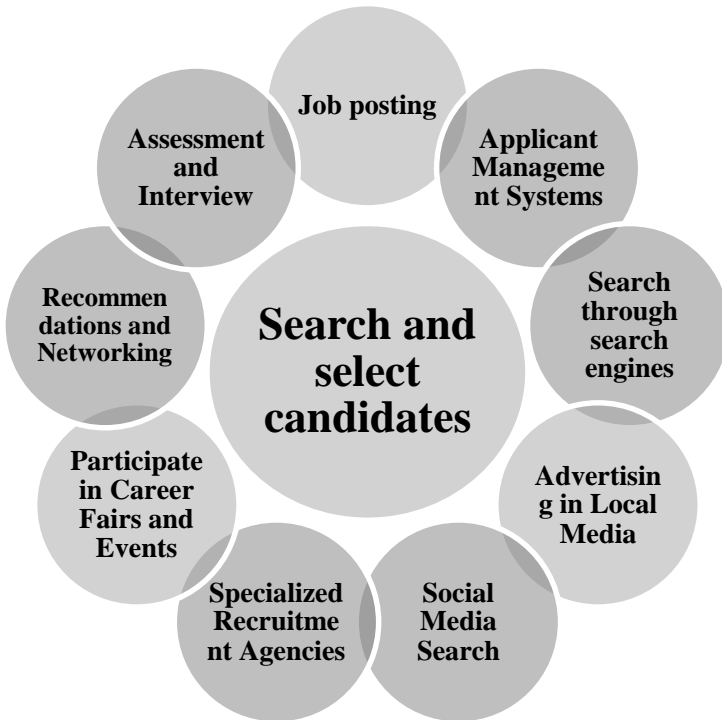 Job posting
Applicant
Manageme
nt Systems
Search
through
search
engines
Advertisin
g in Local
Media
Social
Media
Search
Specialized
Recruitme
nt Agencies
Participate
in Career
Fairs and
Events
Recommen
dations and
Networking
Assessment
and
Interview
Search and
select
candidates